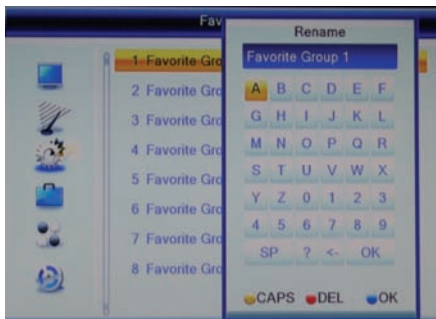 Fav
Rename
Favorite Group 1
1 Favorite Gro
2 Favorite Gro
3 Favorite Gro
4 Favorite Gro
5 Favorite Gro
6 Favorite Gro
7 Favorite Gro
8 Favorite Gro
A B C D E F
G H I J K L
M N O P Q R
S T U V W X
Y Z 0 1 2 3
4 5 6 7 8 9
SP ? <- OK
CAPS DEL OK